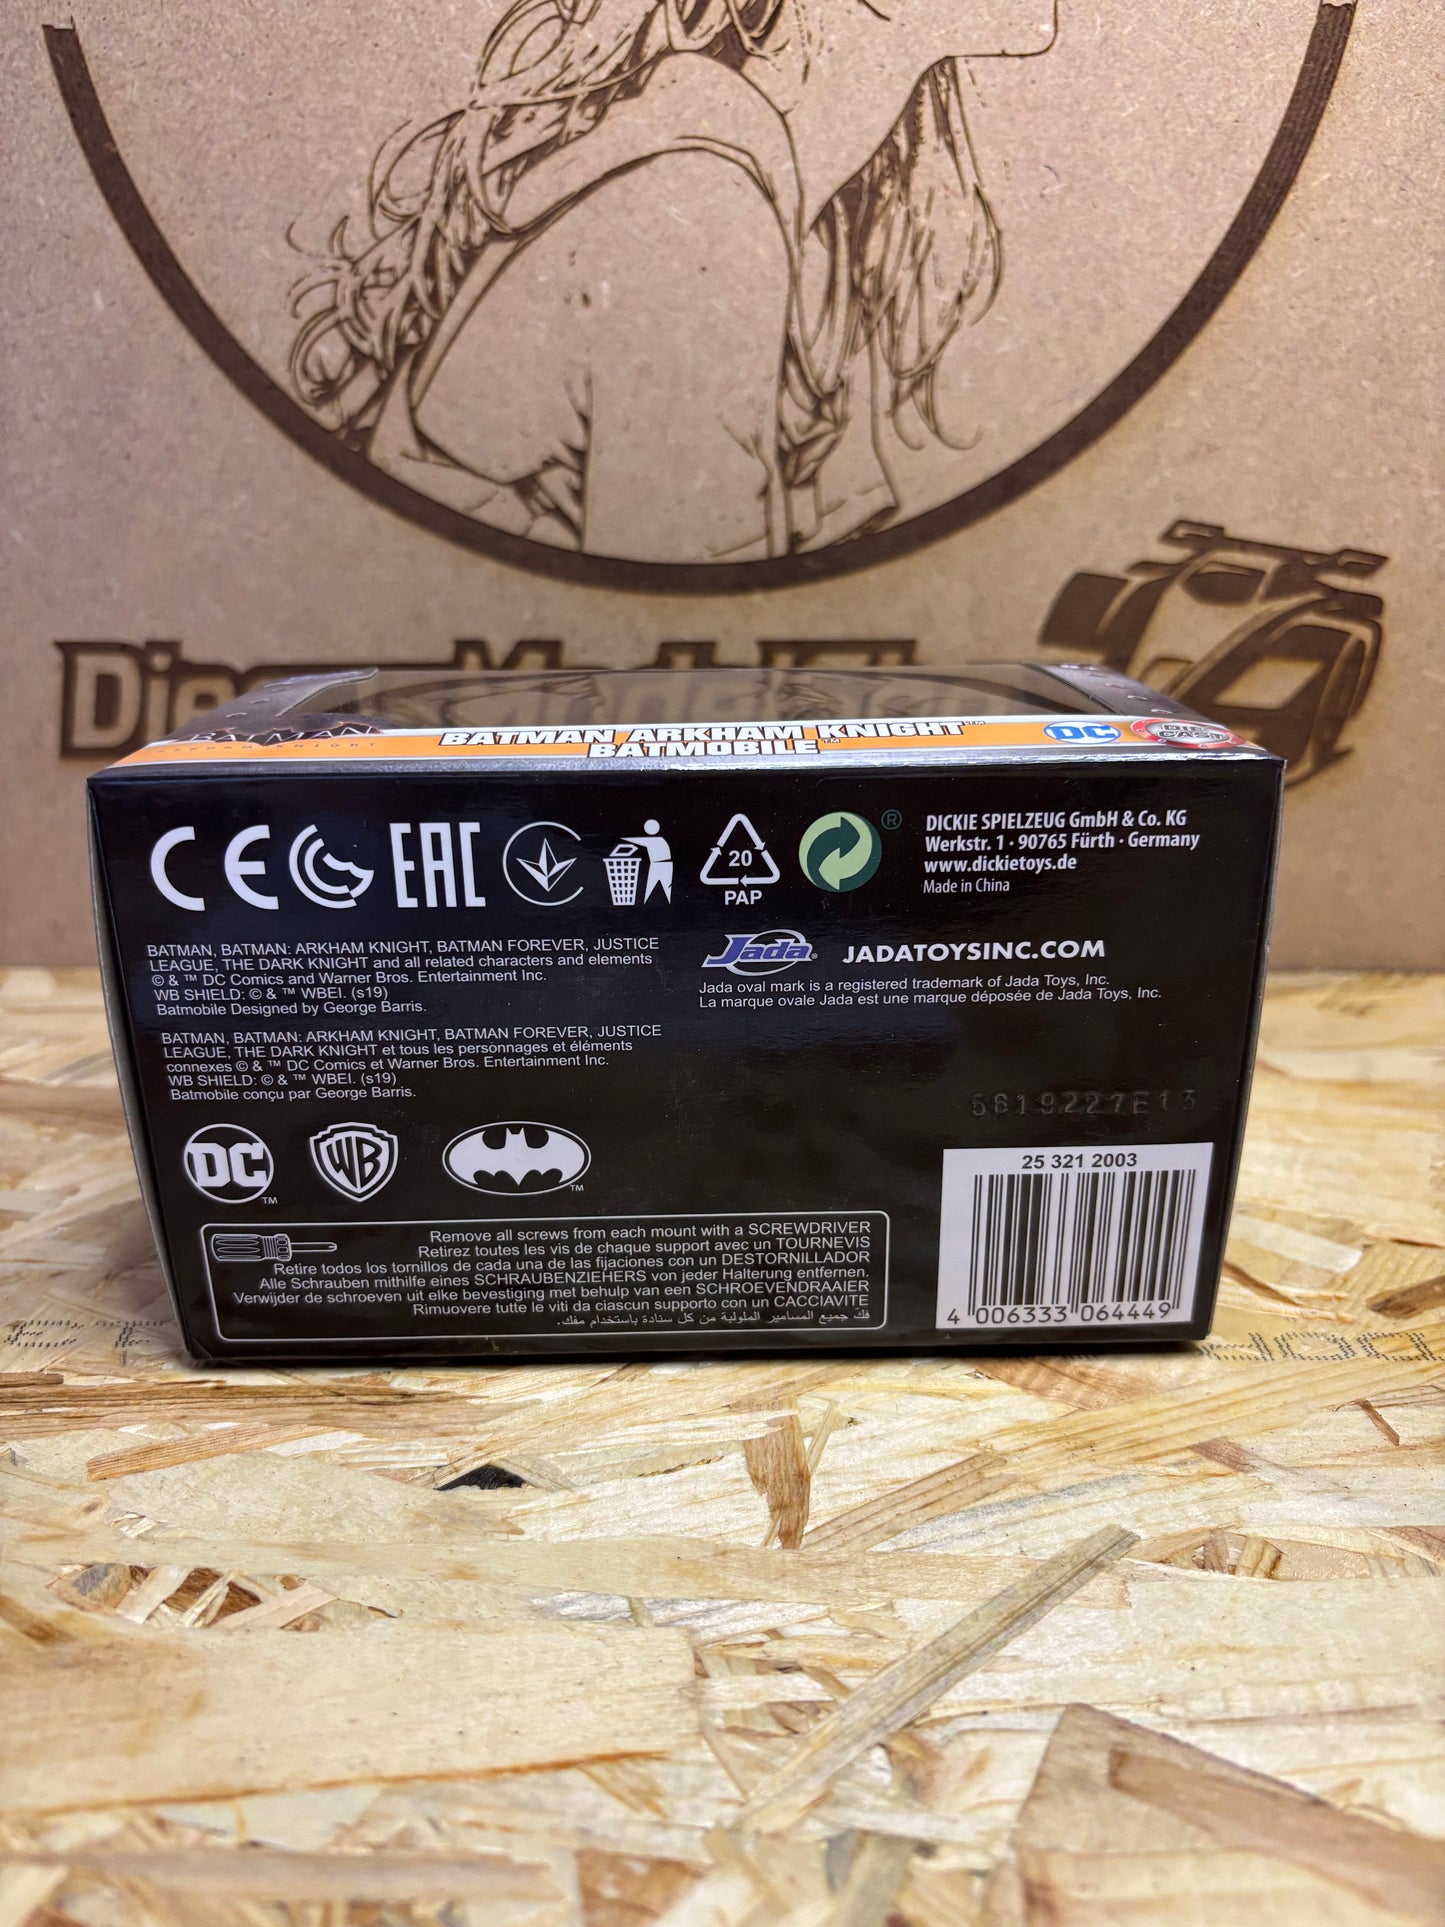 BATMAN
ARKHAM KNIGHT
BATMAN ARKHAM KNIGHT™
BATMOBILE™
DC
DIE CAST
CE
EAC
20
PAP
®
DICKIE SPIELZEUG GmbH & Co. KG
Werkstr. 1 · 90765 Fürth · Germany
www.dickietoys.de
Made in China
BATMAN, BATMAN: ARKHAM KNIGHT, BATMAN FOREVER, JUSTICE
LEAGUE, THE DARK KNIGHT and all related characters and elements
© & ™ DC Comics and Warner Bros. Entertainment Inc.
WB SHIELD: © & ™ WBEI. (s19)
Batmobile Designed by George Barris.
Jada® JADATOYSINC.COM
Jada oval mark is a registered trademark of Jada Toys, Inc.
La marque ovale Jada est une marque déposée de Jada Toys, Inc.
BATMAN, BATMAN: ARKHAM KNIGHT, BATMAN FOREVER, JUSTICE
LEAGUE, THE DARK KNIGHT et tous les personnages et éléments
connexes © & ™ DC Comics et Warner Bros. Entertainment Inc.
WB SHIELD: © & ™ WBEI. (s19)
Batmobile conçu par George Barris.
6819227E13
DC™
WB
™
Remove all screws from each mount with a SCREWDRIVER
Retirez toutes les vis de chaque support avec un TOURNEVIS
Retire todos los tornillos de cada una de las fijaciones con un DESTORNILLADOR
Alle Schrauben mithilfe eines SCHRAUBENZIEHERS von jeder Halterung entfernen.
Verwijder de schroeven uit elke bevestiging met behulp van een SCHROEVENDRAAIER
Rimuovere tutte le viti da ciascun supporto con un CACCIAVITE
فك جميع المسامير الملولبة من كل سنادة باستخدام مفك.
25 321 2003
4 006333 064449